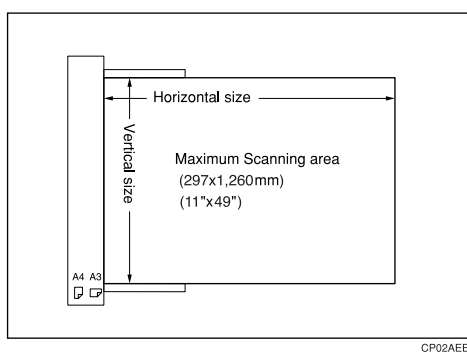 Horizontal size
Vertical size
Maximum Scanning area
(297x1,260mm)
(11"x49")
A4 A3
CP02AEE